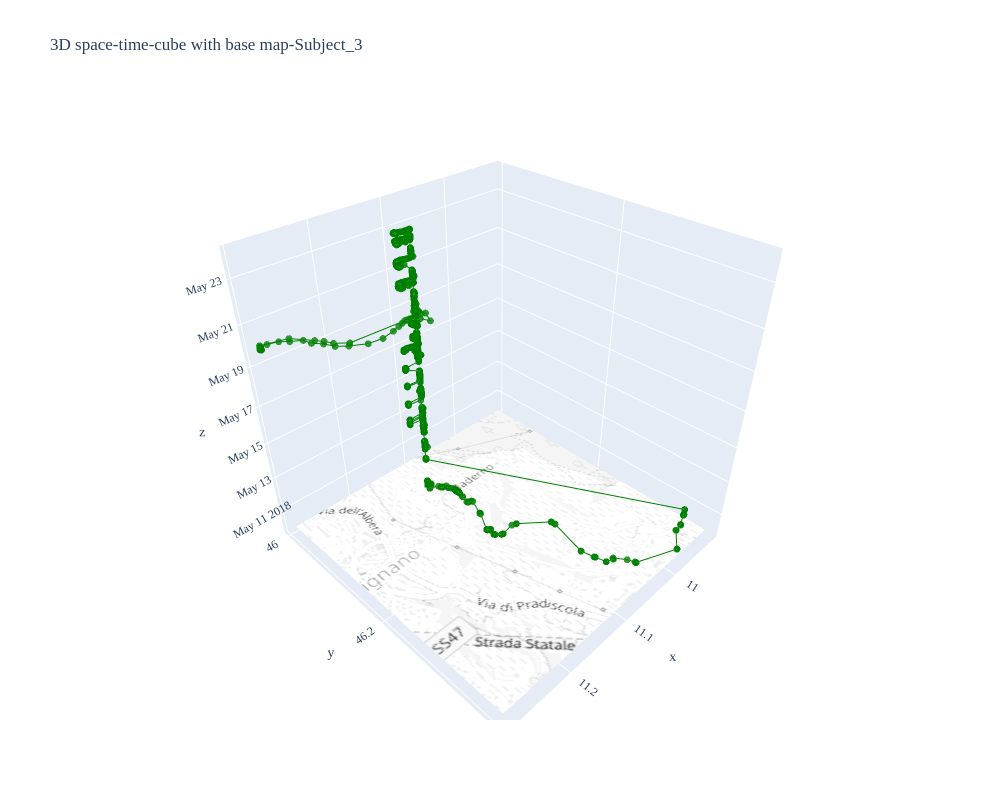 3D space-time-cube with base map-Subject_3
May 23
May 21
May 19
May 17
May 15
May 13
May 11 2018
z
46
46.2
y
11
11.1
11.2
x
aderno
Via dell'Albera
ignano
Via di Pradiscola
SS47
Strada Statale